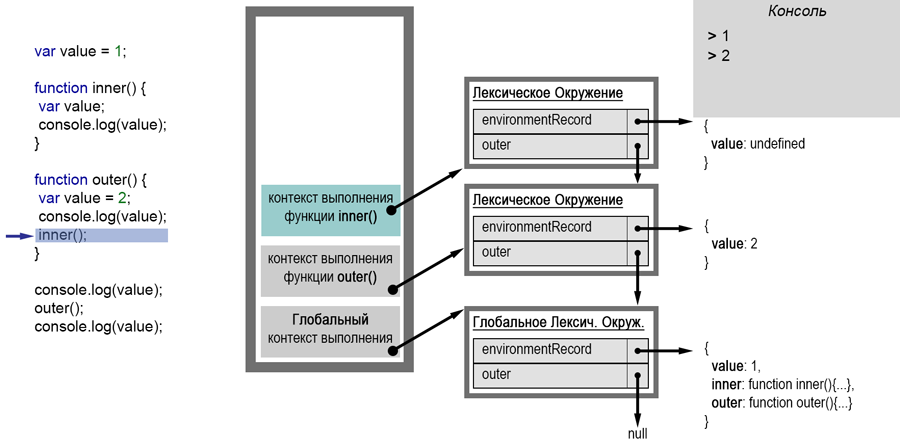 var value = 1;
function inner() {
var value;
console.log(value);
}
function outer() {
var value = 2;
console.log(value);
inner();
}
console.log(value);
outer();
console.log(value);
контекст выполнения
функции inner()
контекст выполнения
функции outer()
Глобальный
контекст выполнения
Лексическое Окружение
environmentRecord
outer
Лексическое Окружение
environmentRecord
outer
Глобальное Лексич. Окруж.
environmentRecord
outer
null
Консоль
> 1
> 2
{
value: undefined
}
{
value: 2
}
{
value: 1,
inner: function inner(){...},
outer: function outer(){...}
}